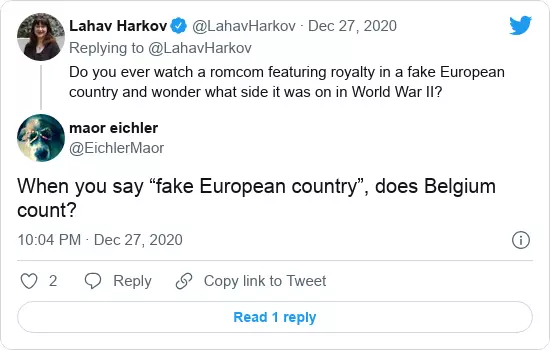 Lahav Harkov @LahavHarkov · Dec 27, 2020
Replying to @LahavHarkov
Do you ever watch a romcom featuring royalty in a fake European
country and wonder what side it was on in World War II?
maor eichler
@EichlerMaor
When you say “fake European country”, does Belgium
count?
10:04 PM · Dec 27, 2020
2 Reply Copy link to Tweet
Read 1 reply